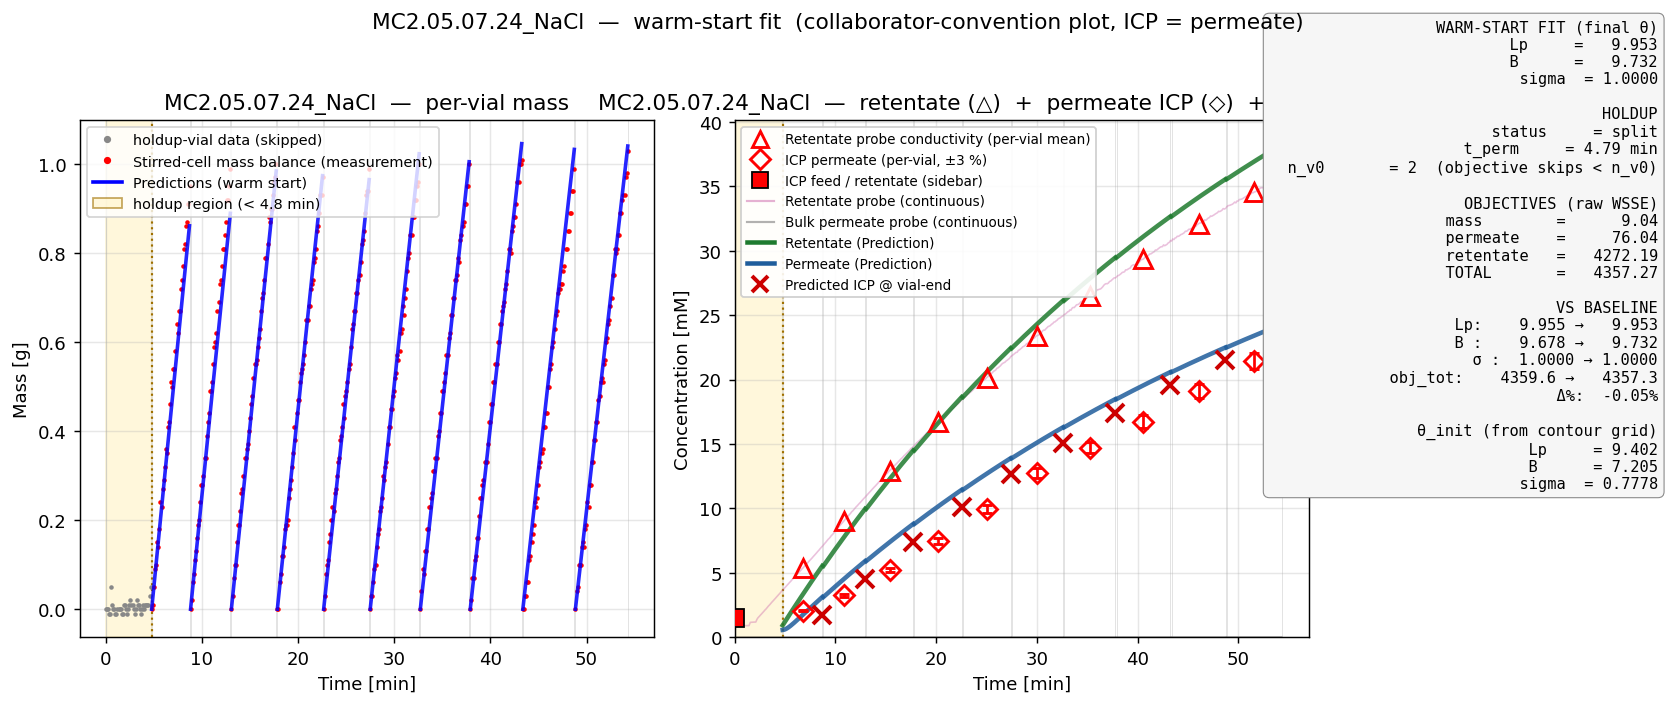 MC2.05.07.24_NaCl — warm-start fit (collaborator-convention plot, ICP = permeate)
MC2.05.07.24_NaCl — per-vial mass
holdup-vial data (skipped)
Stirred-cell mass balance (measurement)
Predictions (warm start)
holdup region (< 4.8 min)
Mass [g]
1.0
0.8
0.6
0.4
0.2
0.0
0 10 20 30 40 50
Time [min]
MC2.05.07.24_NaCl — retentate (△) + permeate ICP (◇) +
Retentate probe conductivity (per-vial mean)
ICP permeate (per-vial, ±3 %)
ICP feed / retentate (sidebar)
Retentate probe (continuous)
Bulk permeate probe (continuous)
Retentate (Prediction)
Permeate (Prediction)
Predicted ICP @ vial-end
Concentration [mM]
40
35
30
25
20
15
10
5
0
0 10 20 30 40 50
Time [min]
WARM-START FIT (final θ)
Lp = 9.953
B = 9.732
sigma = 1.0000
HOLDUP
status = split
t_perm = 4.79 min
n_v0 = 2 (objective skips < n_v0)
OBJECTIVES (raw WSSE)
mass = 9.04
permeate = 76.04
retentate = 4272.19
TOTAL = 4357.27
VS BASELINE
Lp: 9.955 → 9.953
B : 9.678 → 9.732
σ : 1.0000 → 1.0000
obj_tot: 4359.6 → 4357.3
Δ%: -0.05%
θ_init (from contour grid)
Lp = 9.402
B = 7.205
sigma = 0.7778